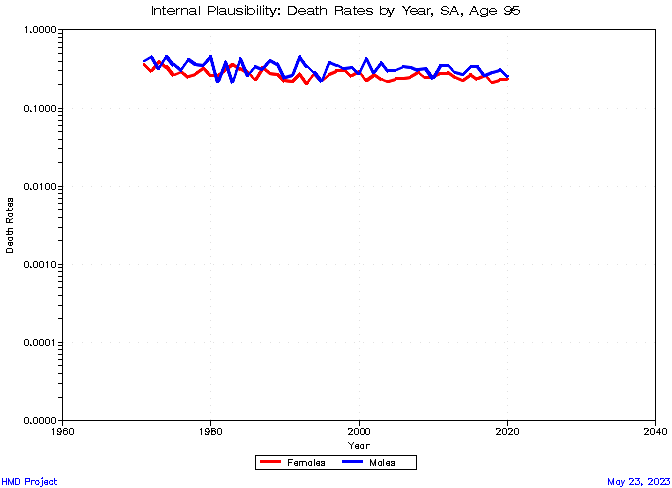 Internal Plausibility: Death Rates by Year, SA, Age 95
1.0000
0.1000
0.0100
0.0010
0.0001
0.0000
Death Rates
1960 1980 2000 2020 2040
Year
Females Males
HMD Project
May 23, 2023